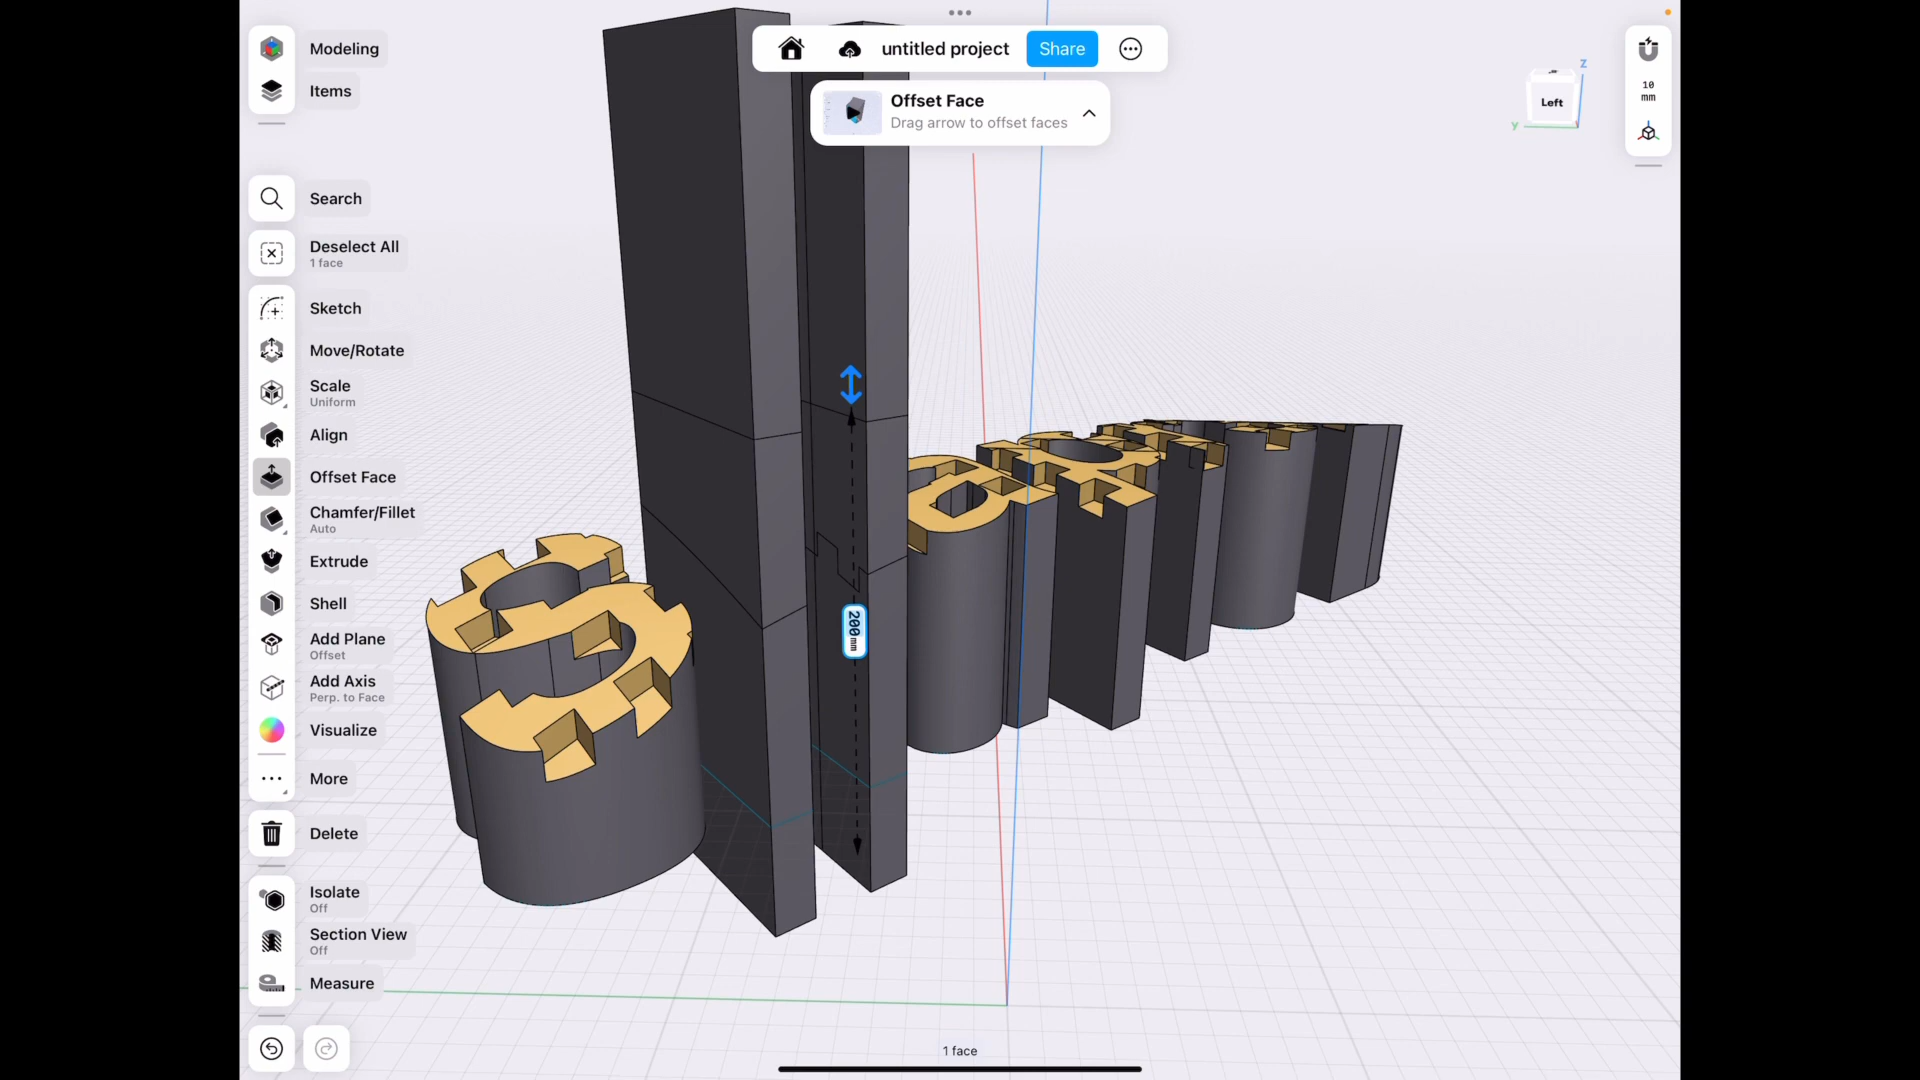 Modeling
Items
untitled project
Share
Offset Face
Drag arrow to offset faces
Left
Z
Y
10
mm
Search
Deselect All
1 face
Sketch
Move/Rotate
Scale
Uniform
Align
Offset Face
Chamfer/Fillet
Auto
Extrude
Shell
Add Plane
Offset
Add Axis
Perp. to Face
Visualize
More
Delete
Isolate
Off
Section View
Off
Measure
200 mm
1 face